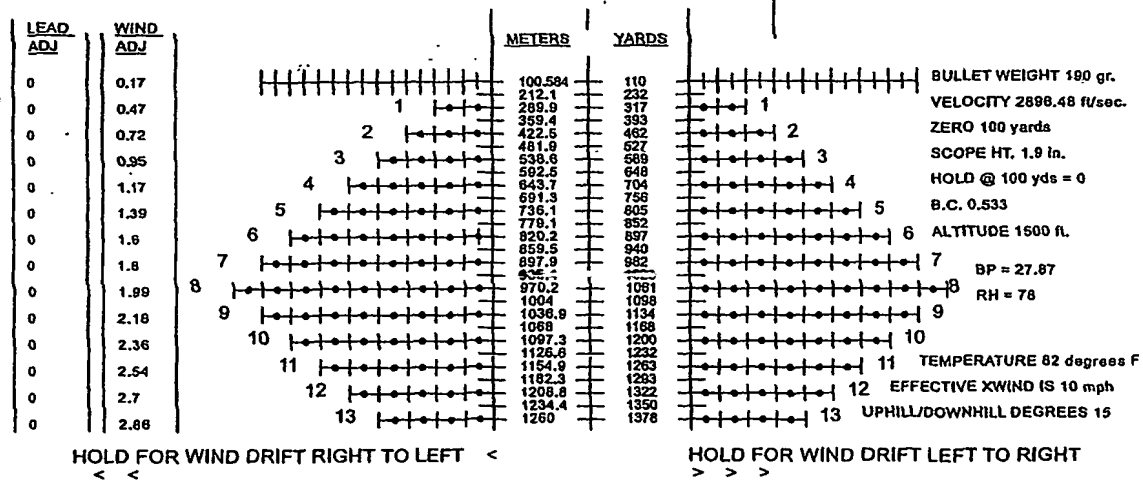 LEAD ADJ WIND ADJ METERS YARDS
0 0.17 100.584 110 BULLET WEIGHT 190 gr.
212.1 232
0 0.47 1 289.9 317 1 VELOCITY 2898.48 ft/sec.
359.4 393
0 0.72 2 422.5 462 2 ZERO 100 yards
481.9 527
0 0.95 3 538.6 589 3 SCOPE HT. 1.9 in.
592.5 648
0 1.17 4 643.7 704 4 HOLD @ 100 yds = 0
691.3 756
0 1.39 5 736.1 805 5 B.C. 0.533
779.1 852
0 1.6 6 820.2 897 6 ALTITUDE 1500 ft.
859.5 940
0 1.8 7 897.9 982 7 BP = 27.87
0 1.99 8 970.2 1061 8 RH = 78
1004 1098
0 2.18 9 1036.9 1134 9
1068 1168
0 2.36 10 1097.3 1200 10
1126.6 1232
0 2.54 11 1154.9 1263 11 TEMPERATURE 82 degrees F
1182.3 1293
0 2.7 12 1208.8 1322 12 EFFECTIVE XWIND IS 10 mph
1234.4 1350
0 2.86 13 1260 1378 13 UPHILL/DOWNHILL DEGREES 15
HOLD FOR WIND DRIFT RIGHT TO LEFT < HOLD FOR WIND DRIFT LEFT TO RIGHT
< < > > >